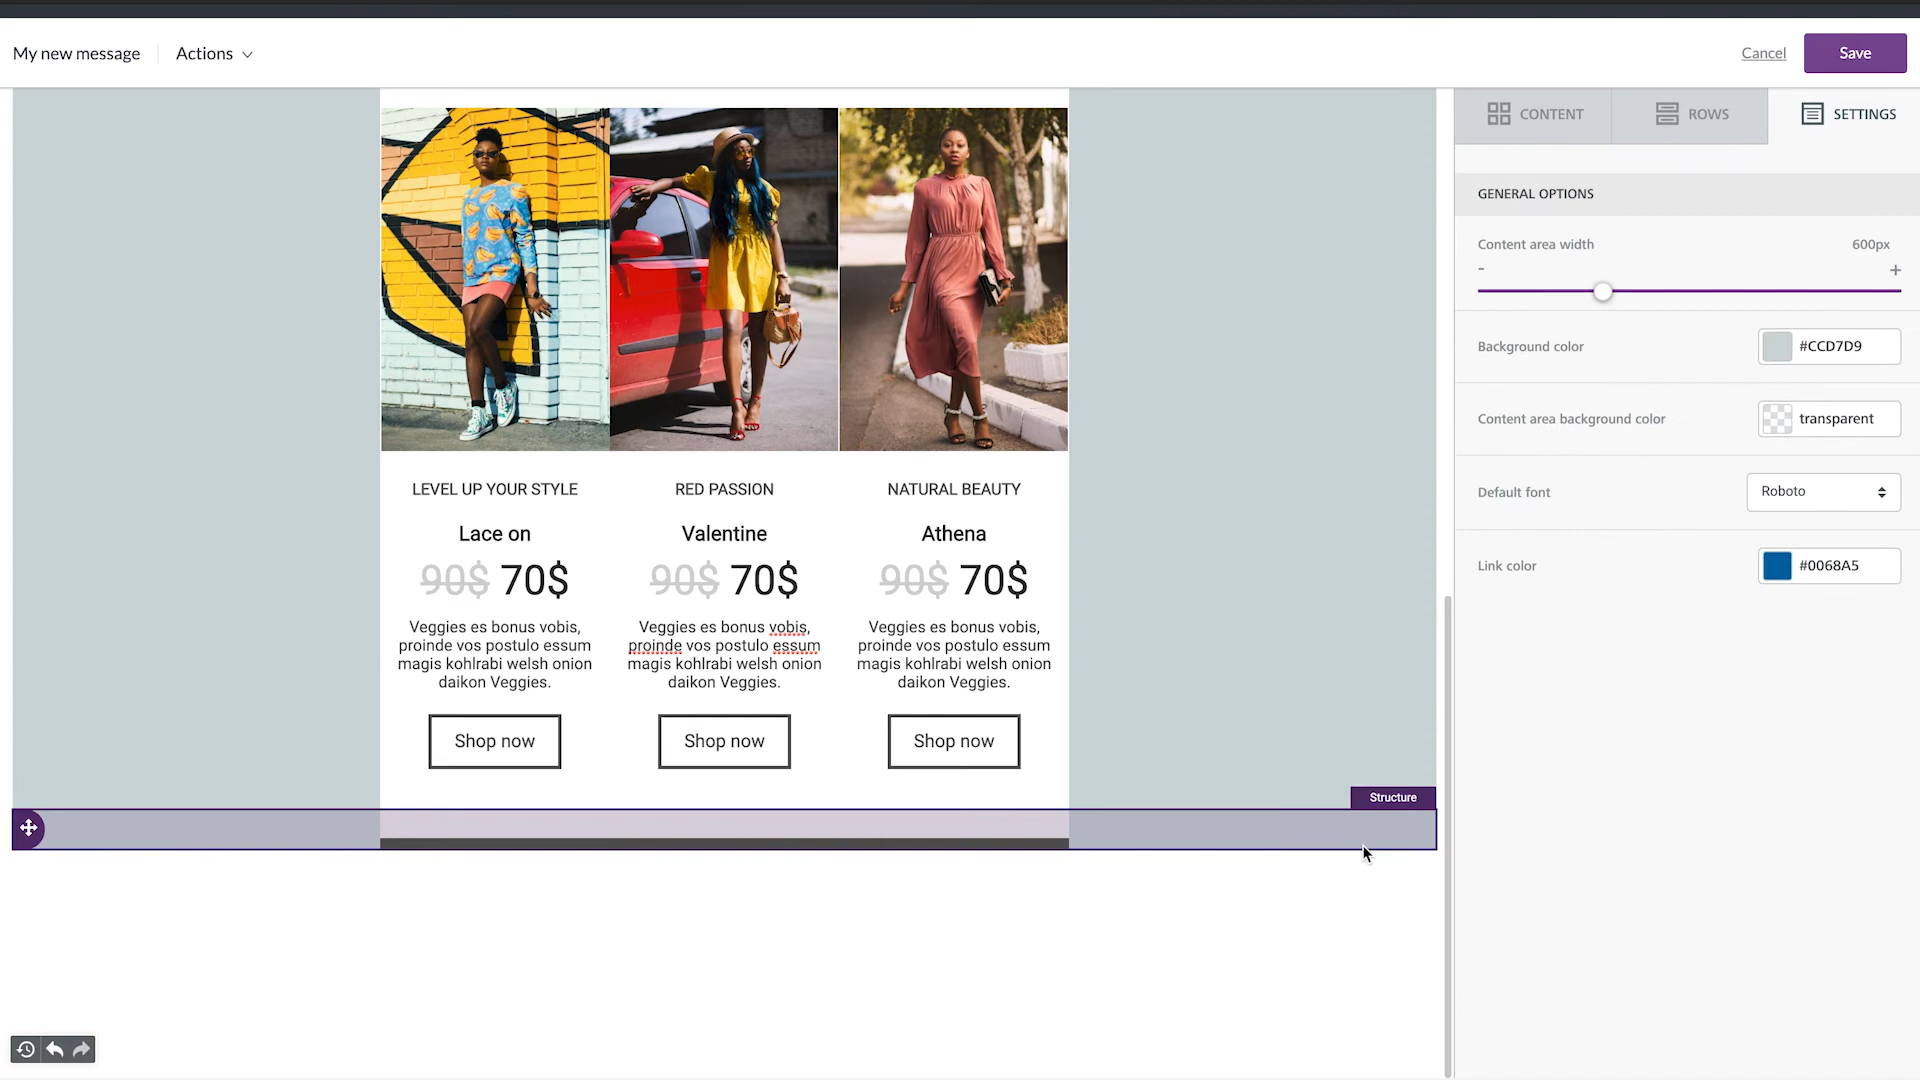 My new message
Actions
Cancel
Save
CONTENT
ROWS
SETTINGS
GENERAL OPTIONS
Content area width
600px
-
+
Background color
#CCD7D9
Content area background color
transparent
Default font
Roboto
Link color
#0068A5
LEVEL UP YOUR STYLE
Lace on
90$ 70$
Veggies es bonus vobis,
proinde vos postulo essum
magis kohlrabi welsh onion
daikon Veggies.
Shop now
RED PASSION
Valentine
90$ 70$
Veggies es bonus vobis,
proinde vos postulo essum
magis kohlrabi welsh onion
daikon Veggies.
Shop now
NATURAL BEAUTY
Athena
90$ 70$
Veggies es bonus vobis,
proinde vos postulo essum
magis kohlrabi welsh onion
daikon Veggies.
Shop now
Structure